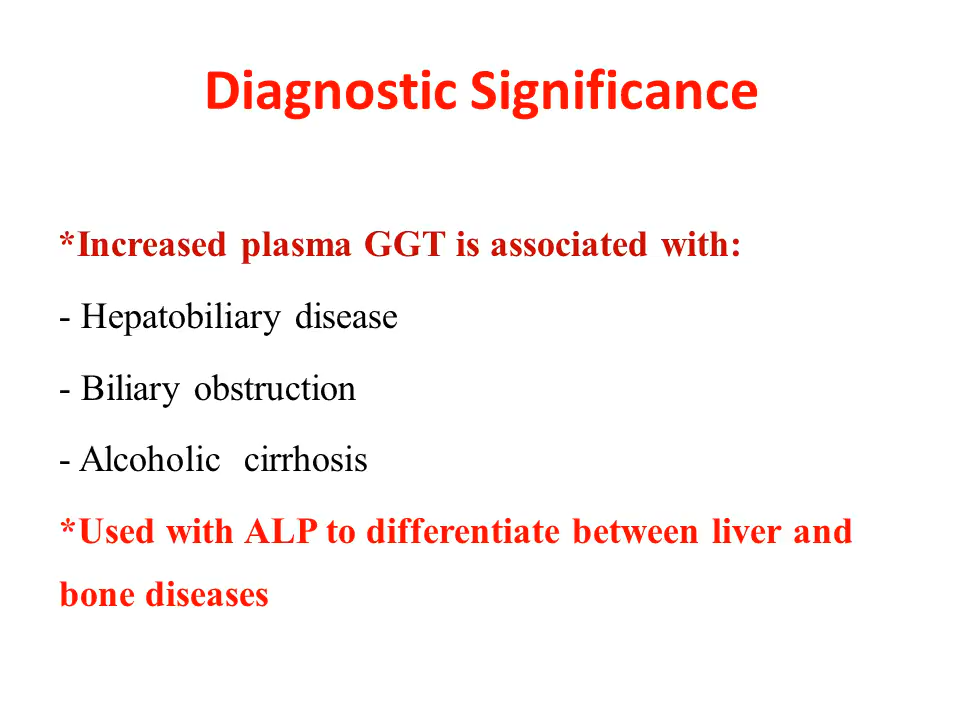 Diagnostic Significance
*Increased plasma GGT is associated with:
- Hepatobiliary disease
- Biliary obstruction
- Alcoholic cirrhosis
*Used with ALP to differentiate between liver and
bone diseases